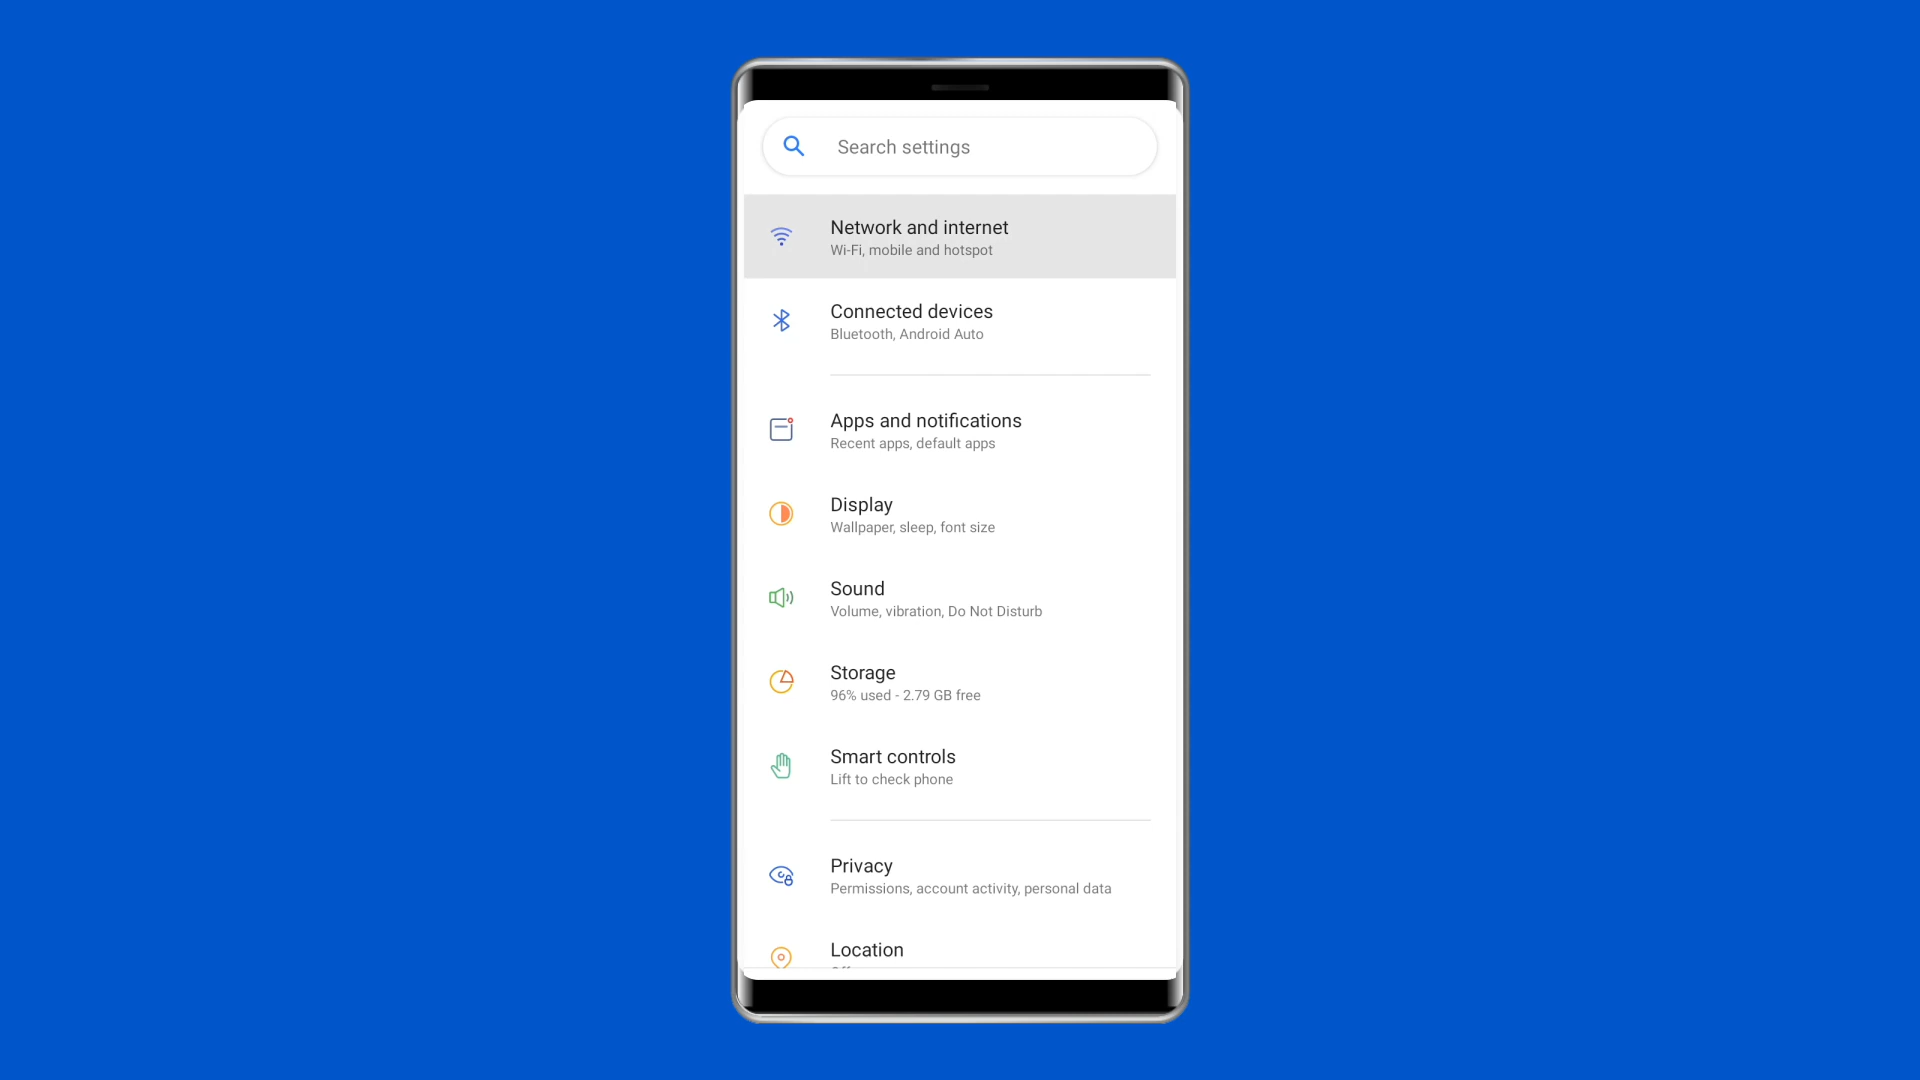 Search settings
Network and internet
Wi-Fi, mobile and hotspot
Connected devices
Bluetooth, Android Auto
Apps and notifications
Recent apps, default apps
Display
Wallpaper, sleep, font size
Sound
Volume, vibration, Do Not Disturb
Storage
96% used - 2.79 GB free
Smart controls
Lift to check phone
Privacy
Permissions, account activity, personal data
Location